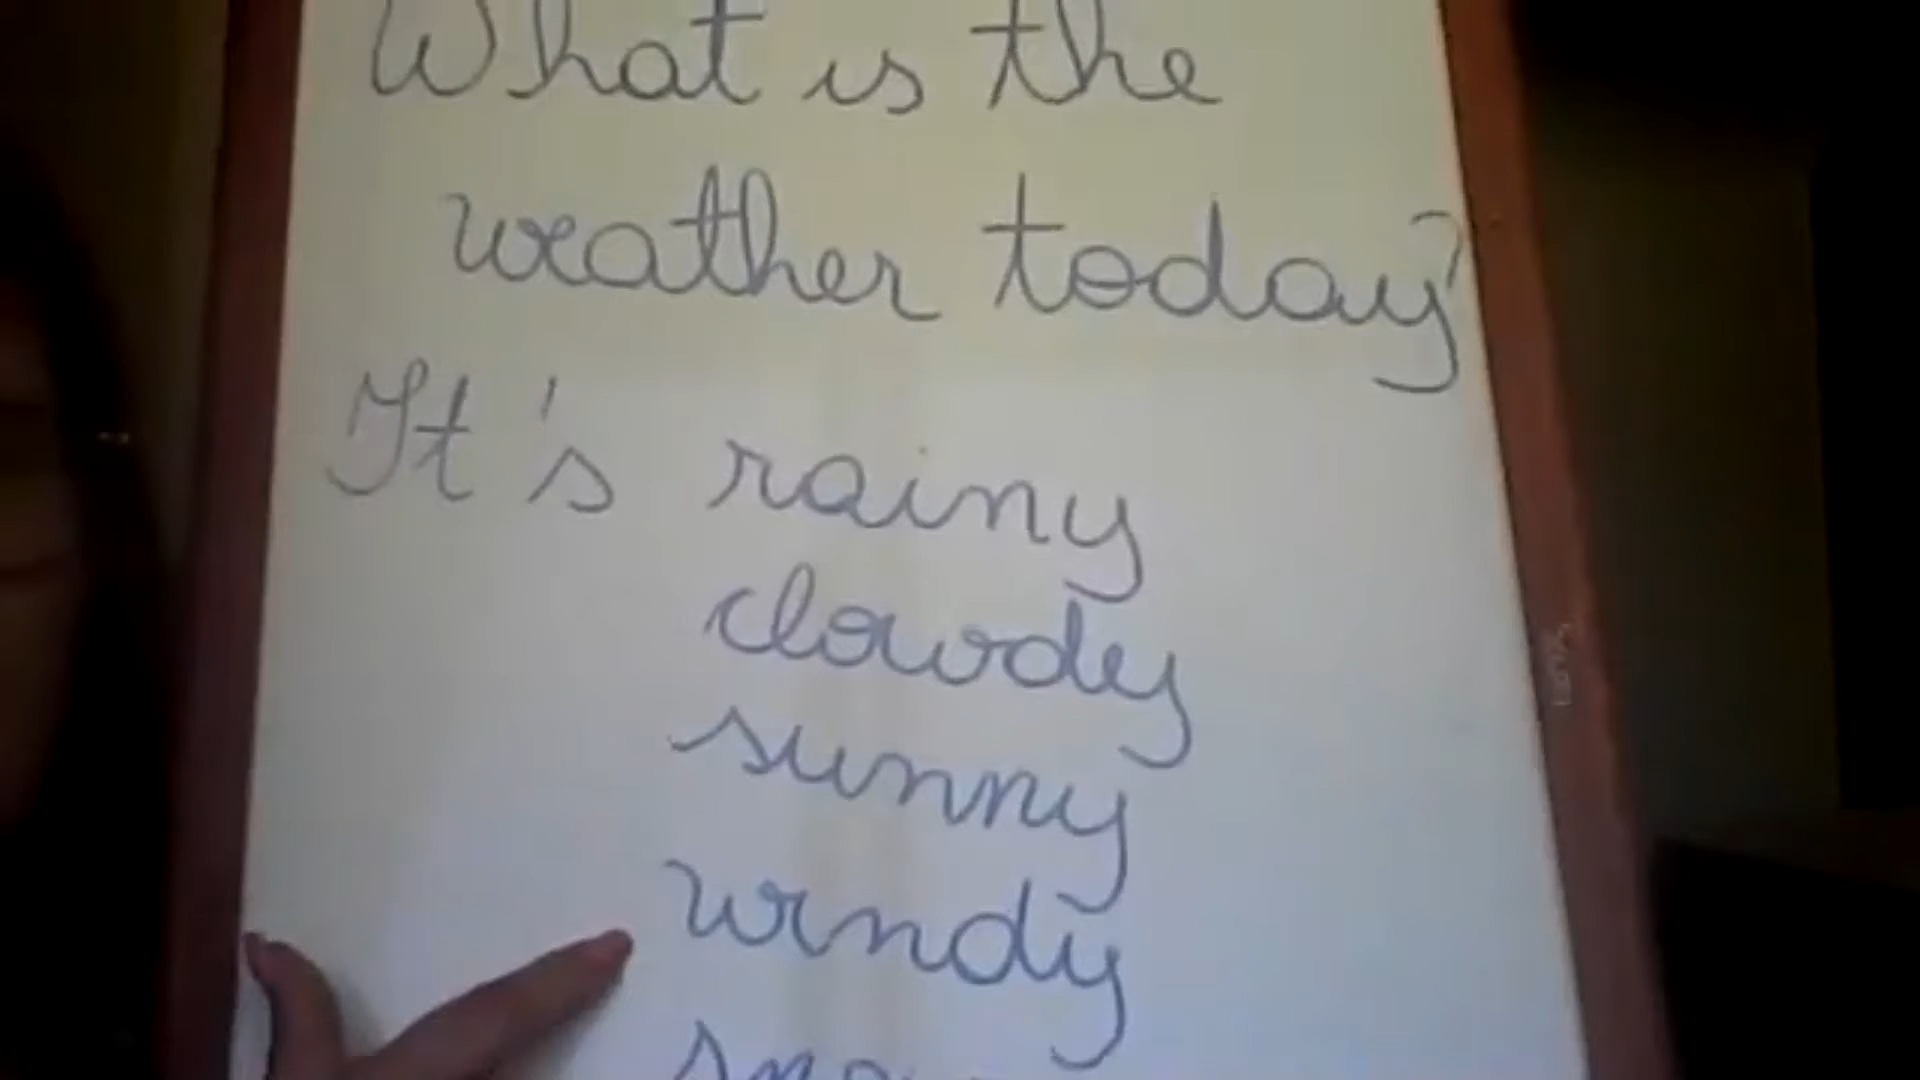 What is the
weather today?
It's rainy
cloudy
sunny
windy